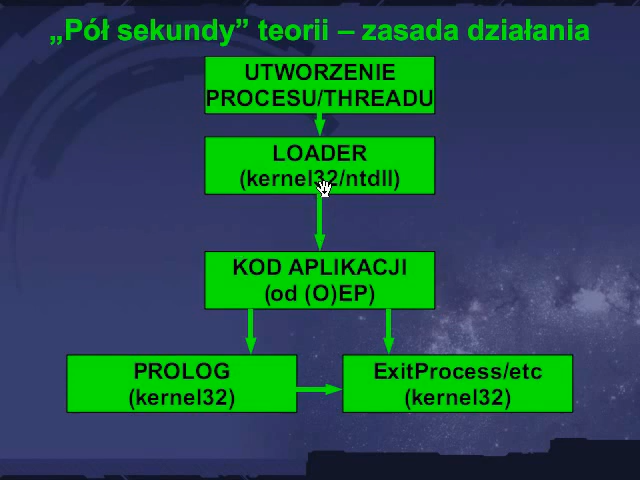 „Pół sekundy” teorii – zasada działania
UTWORZENIE
PROCESU/THREADU
LOADER
(kernel32/ntdll)
KOD APLIKACJI
(od (O)EP)
PROLOG
(kernel32)
ExitProcess/etc
(kernel32)